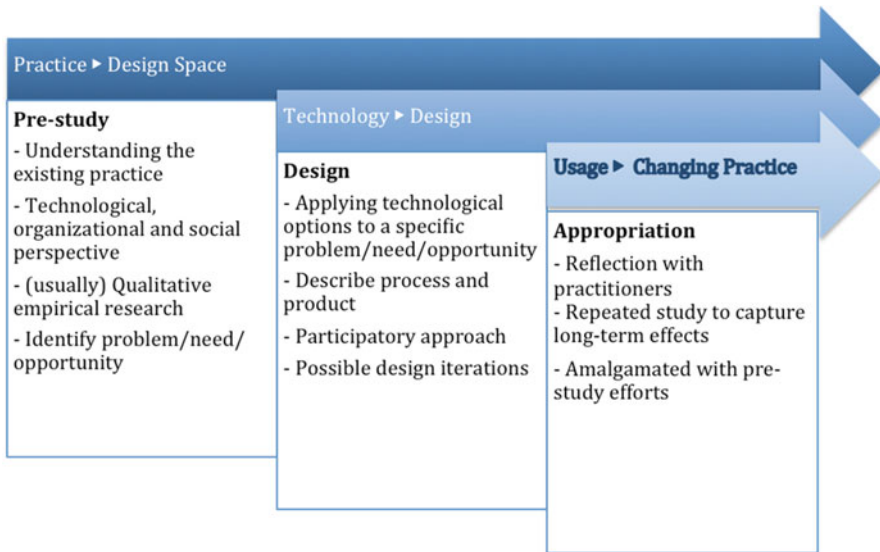 Practice ▸ Design Space
Pre-study
- Understanding the
existing practice
- Technological,
organizational and social
perspective
- (usually) Qualitative
empirical research
- Identify problem/need/
opportunity
Technology ▸ Design
Design
- Applying technological
options to a specific
problem/need/opportunity
- Describe process and
product
- Participatory approach
- Possible design iterations
Usage ▸ Changing Practice
Appropriation
- Reflection with
practitioners
- Repeated study to capture
long-term effects
- Amalgamated with pre-
study efforts